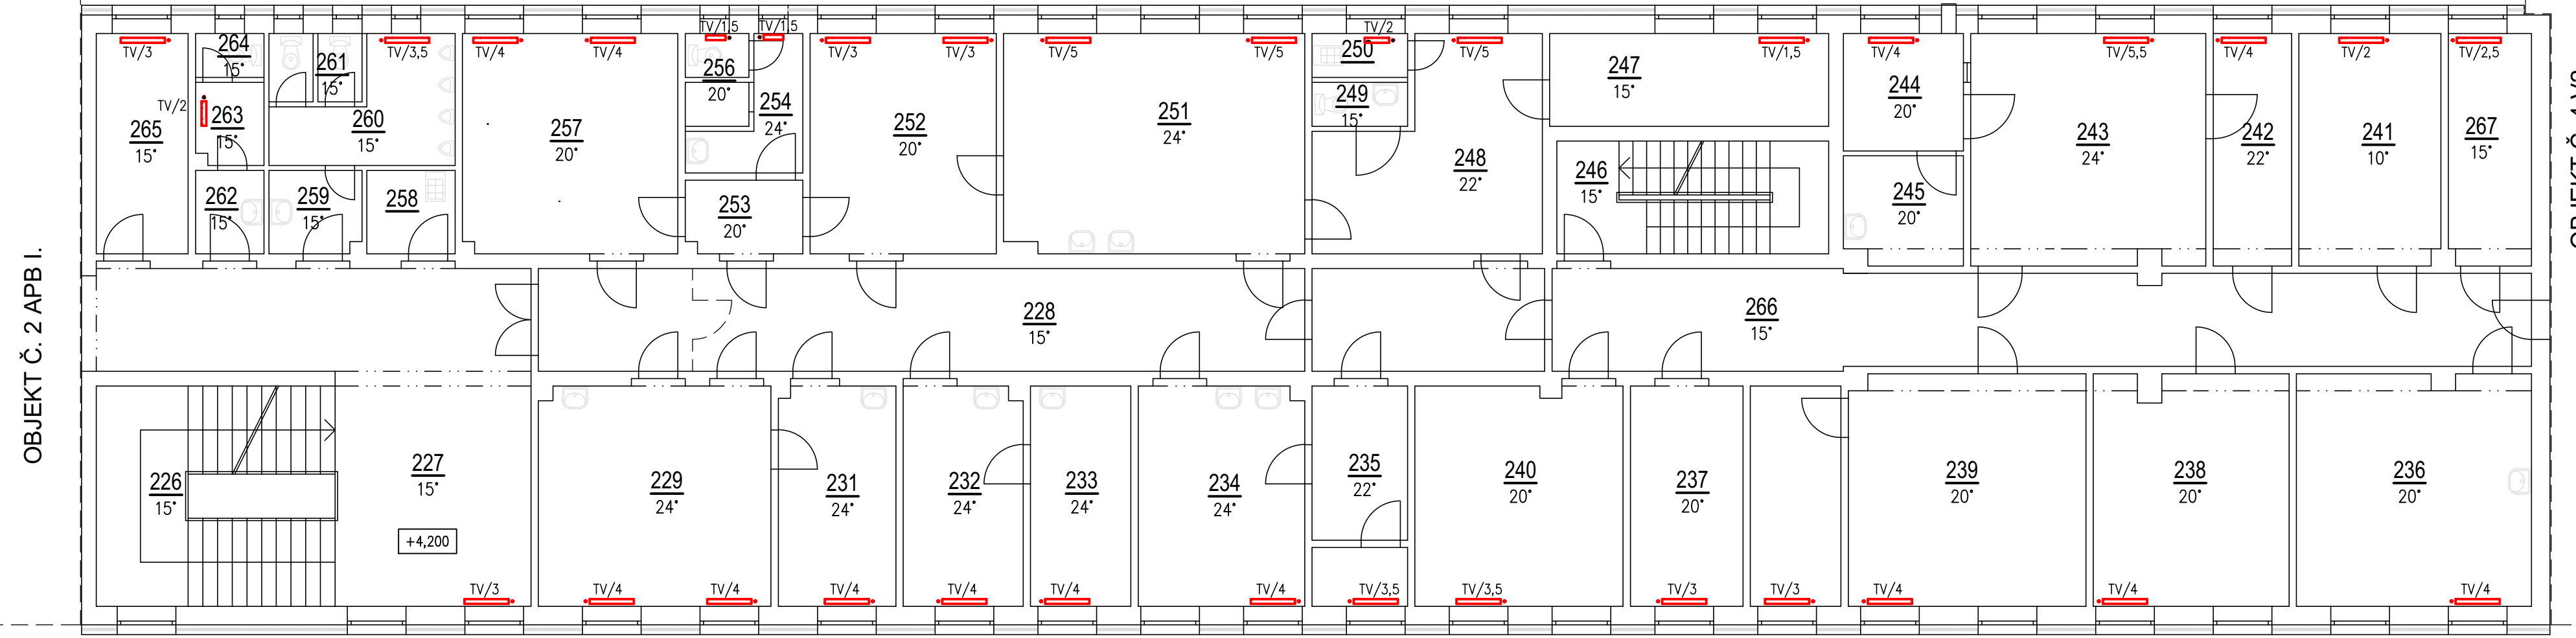 TV/3
TV/3,5
TV/4
TV/4
TV/1,5
TV/1,5
TV/3
TV/3
TV/5
TV/5
TV/2
TV/5
TV/1,5
TV/4
TV/5,5
TV/4
TV/2
TV/2,5
264
15°
261
15°
256
20°
250
247
15°
TV/2
265
15°
263
15°
260
15°
257
20°
254
24°
252
20°
251
24°
249
15°
248
22°
246
15°
244
20°
243
24°
242
22°
241
10°
267
15°
262
15°
259
15°
258
253
20°
245
20°
OBJEKT Č. 2 APB I.
228
15°
266
15°
226
15°
227
15°
+4,200
229
24°
231
24°
232
24°
233
24°
234
24°
235
22°
240
20°
237
20°
239
20°
238
20°
236
20°
TV/3
TV/4
TV/4
TV/4
TV/4
TV/4
TV/4
TV/3,5
TV/3,5
TV/3
TV/3
TV/4
TV/4
TV/4